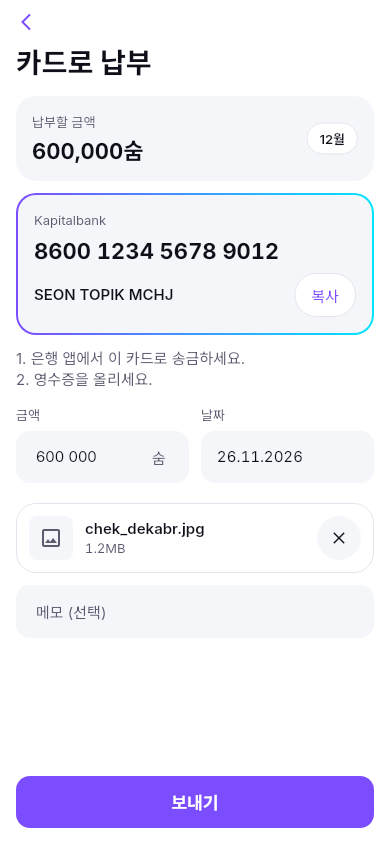 카드로 납부
납부할 금액
600,000숨
12월
Kapitalbank
8600 1234 5678 9012
SEON TOPIK MCHJ
복사
1. 은행 앱에서 이 카드로 송금하세요.
2. 영수증을 올리세요.
금액
날짜
600 000 숨
26.11.2026
chek_dekabr.jpg
1.2MB
메모 (선택)
보내기